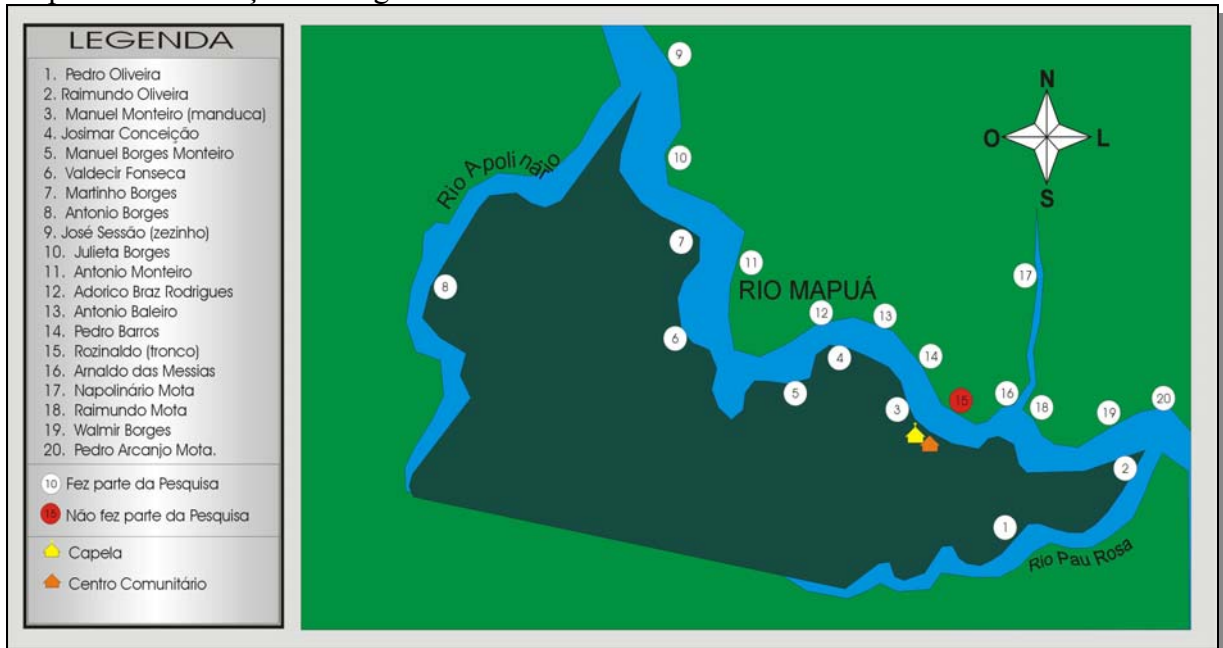 LEGENDA
1. Pedro Oliveira
2. Raimundo Oliveira
3. Manuel Monteiro (manduca)
4. Josimar Conceição
5. Manuel Borges Monteiro
6. Valdecir Fonseca
7. Martinho Borges
8. Antonio Borges
9. José Sessão (zezinho)
10. Julieta Borges
11. Antonio Monteiro
12. Adorico Braz Rodrigues
13. Antonio Baleiro
14. Pedro Barros
15. Rozinaldo (tronco)
16. Arnaldo das Messias
17. Napolinário Mota
18. Raimundo Mota
19. Walmir Borges
20. Pedro Arcanjo Mota.
10 Fez parte da Pesquisa
15 Não fez parte da Pesquisa
Capela
Centro Comunitário
9
N
O L
S
10
Rio Apolinário
7
11
17
8
RIO MAPUÁ
12 13
6
4
14
5
3
15
16
18
19
20
2
1
Rio Pau Rosa